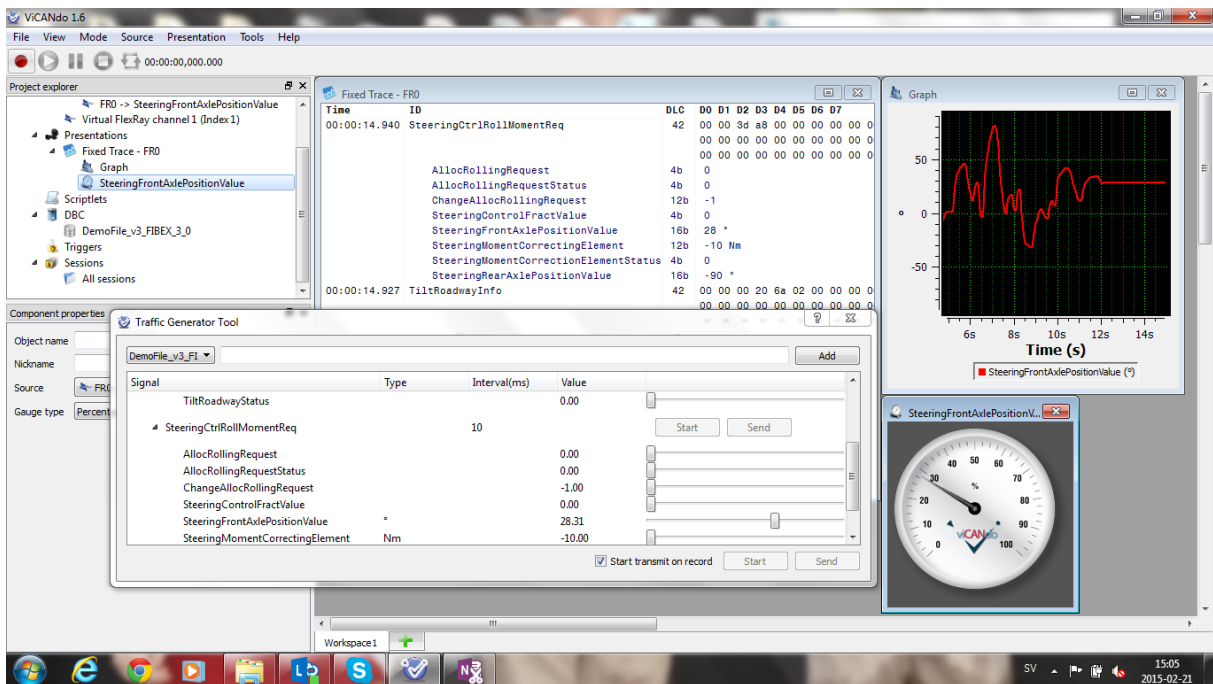 ViCANdo 1.6
File View Mode Source Presentation Tools Help
00:00:00,000.000
Project explorer
FR0 -> SteeringFrontAxlePositionValue
Virtual FlexRay channel 1 (Index1)
Presentations
Fixed Trace - FR0
Graph
SteeringFrontAxlePositionValue
Scriptlets
DBC
DemoFile_v3_FIBEX_3_0
Triggers
Sessions
All sessions
Component properties
Object name
Nickname
Source FR0
Gauge type Percent
Fixed Trace - FR0
Time ID DLC D0 D1 D2 D3 D4 D5 D6 D7
00:00:14.940 SteeringCtrlRollMomentReq 42 00 00 3d a8 00 00 00 00 00 0
00 00 00 00 00 00 00 00 00 0
00 00 00 00 00 00 00 00 00 0
AllocRollingRequest 4b 0
AllocRollingRequestStatus 4b 0
ChangeAllocRollingRequest 12b -1
SteeringControlFractValue 4b 0
SteeringFrontAxlePositionValue 16b 28 °
SteeringMomentCorrectingElement 12b -10 Nm
SteeringMomentCorrectionElementStatus 4b 0
SteeringRearAxlePositionValue 16b -90 °
00:00:14.927 TiltRoadwayInfo 42 00 00 00 20 6a 02 00 00 00 0
00 00 00 00 00 00 00 00 00 0
Graph
50
° 0
-50
6s 8s 10s 12s 14s
Time (s)
SteeringFrontAxlePositionValue (°)
Traffic Generator Tool
DemoFile_v3_FI Add
Signal Type Interval(ms) Value
TiltRoadwayStatus 0.00
SteeringCtrlRollMomentReq 10 Start Send
AllocRollingRequest 0.00
AllocRollingRequestStatus 0.00
ChangeAllocRollingRequest -1.00
SteeringControlFractValue 0.00
SteeringFrontAxlePositionValue ° 28.31
SteeringMomentCorrectingElement Nm -10.00
Start transmit on record Start Send
SteeringFrontAxlePositionV...
40 50 60
30 % 70
20 80
10 90
0 viCANdo 100
Workspace1
SV 15:05
2015-02-21